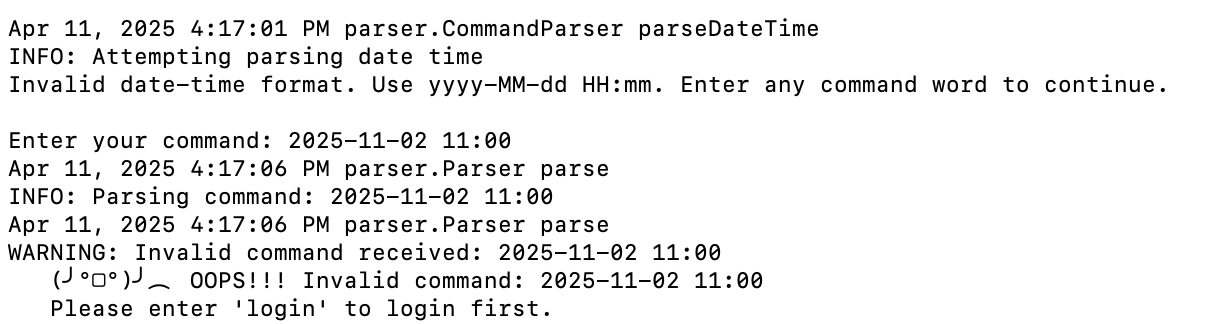 Apr 11, 2025 4:17:01 PM parser.CommandParser parseDateTime
INFO: Attempting parsing date time
Invalid date-time format. Use yyyy-MM-dd HH:mm. Enter any command word to continue.
Enter your command: 2025-11-02 11:00
Apr 11, 2025 4:17:06 PM parser.Parser parse
INFO: Parsing command: 2025-11-02 11:00
Apr 11, 2025 4:17:06 PM parser.Parser parse
WARNING: Invalid command received: 2025-11-02 11:00
(╯°□°)╯︵ OOPS!!! Invalid command: 2025-11-02 11:00
Please enter 'login' to login first.